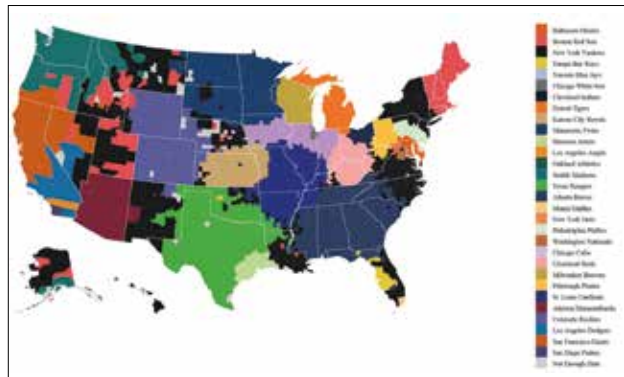 Baltimore Orioles
Boston Red Sox
New York Yankees
Tampa Bay Rays
Toronto Blue Jays
Chicago White Sox
Cleveland Indians
Detroit Tigers
Kansas City Royals
Minnesota Twins
Houston Astros
Los Angeles Angels
Oakland Athletics
Seattle Mariners
Texas Rangers
Atlanta Braves
Miami Marlins
New York Mets
Philadelphia Phillies
Washington Nationals
Chicago Cubs
Cincinnati Reds
Milwaukee Brewers
Pittsburgh Pirates
St. Louis Cardinals
Arizona Diamondbacks
Colorado Rockies
Los Angeles Dodgers
San Francisco Giants
San Diego Padres
Not Enough Data